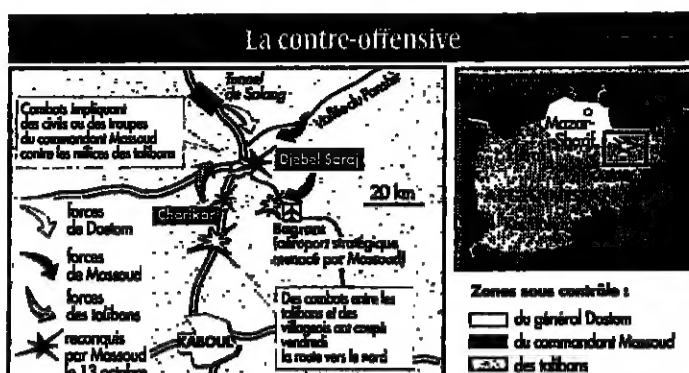 La contre-offensive
Tunnel
de Salang
Vallée du Panshir
Combats impliquant
des civils ou des troupes
du commandant Massoud
contre les milices des talibans
Djebel Saraj
Charikar
20 km
Bagram
(aéroport stratégique
menacé par Massoud)
forces
de Dostom
forces
de Massoud
forces
des talibans
reconquis
par Massoud
le 13 octobre
KABOUL
Des combats entre les
talibans et des
villageois ont coupé
vendredi
la route vers le nord
Mazar-
Zones sous contrôle :
du général Dostom
du commandant Massoud
des talibans